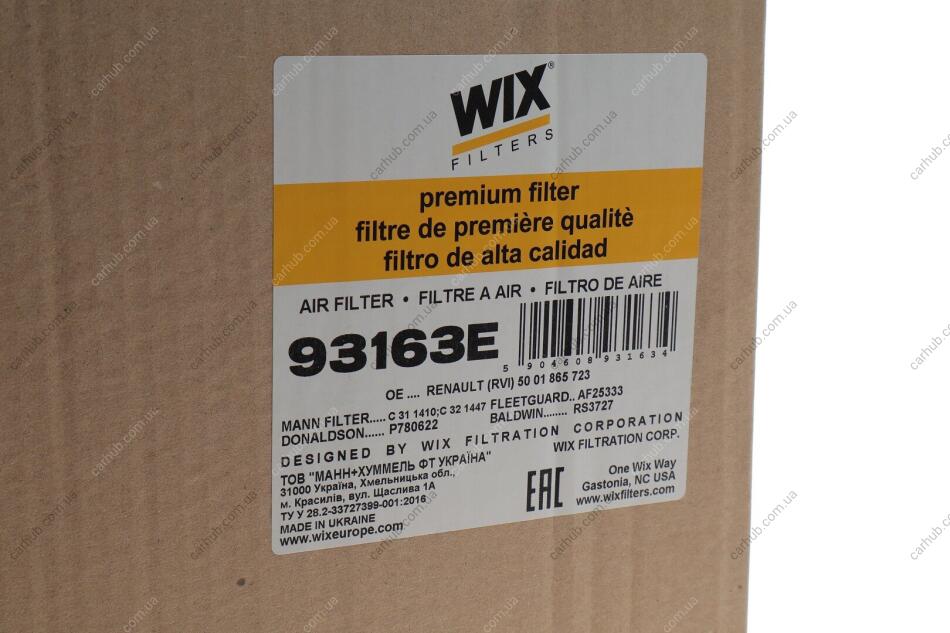 WIX®
FILTERS
premium filter
filtre de première qualitè
filtro de alta calidad
AIR FILTER • FILTRE A AIR • FILTRO DE AIRE
93163E
5 904608 931634
OE .... RENAULT (RVI) 50 01 865 723
MANN FILTER..... C 31 1410;C 32 1447 FLEETGUARD.. AF25333
DONALDSON...... P780622 BALDWIN........ RS3727
DESIGNED BY WIX FILTRATION CORPORATION
ТОВ "МАНН+ХУММЕЛЬ ФТ УКРАЇНА"
31000 Україна, Хмельницька обл.,
м. Красилів, вул. Щаслива 1А
ТУ У 28.2-33727399-001:2016
MADE IN UKRAINE
www.wixeurope.com
EAC
WIX FILTRATION CORP.
One Wix Way
Gastonia, NC USA
www.wixfilters.com
carhub.com.ua